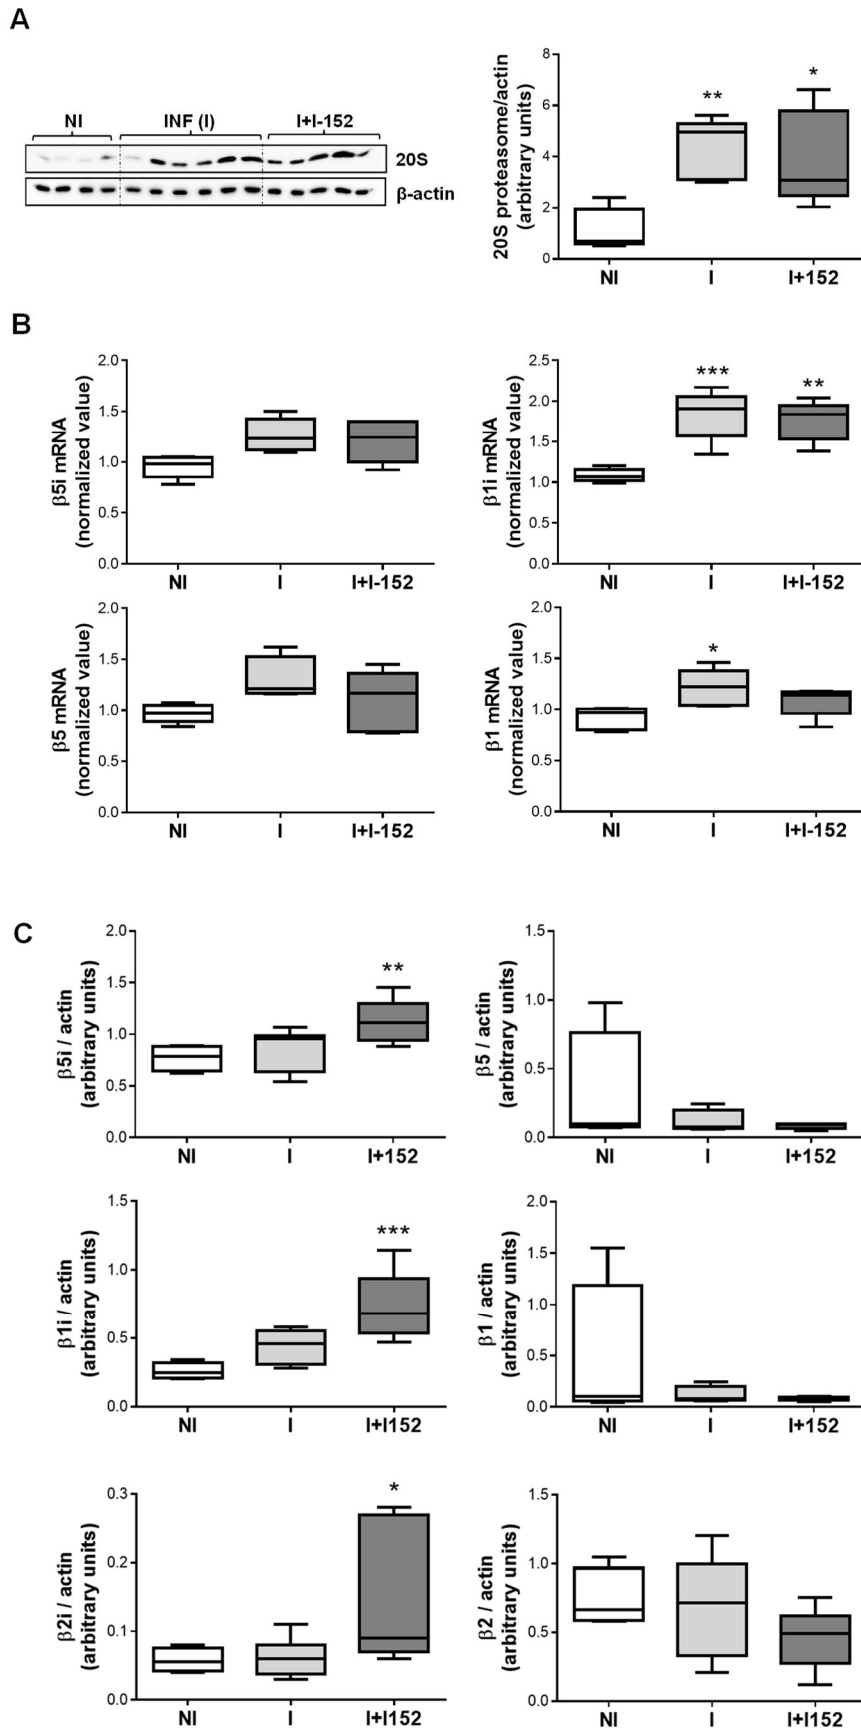 A
NI
INF (I)
I+I-152
20S
β-actin
20S proteasome/actin
(arbitrary units)
8
6
4
2
0
**
*
NI
I
I+152
B
β5i mRNA
(normalized value)
2.0
1.5
1.0
0.5
0.0
NI
I
I+I-152
β1i mRNA
(normalized value)
2.5
2.0
1.5
1.0
0.5
0.0
***
**
NI
I
I+I-152
β5 mRNA
(normalized value)
2.0
1.5
1.0
0.5
0.0
NI
I
I+I-152
β1 mRNA
(normalized value)
2.0
1.5
1.0
0.5
0.0
*
NI
I
I+I-152
C
β5i / actin
(arbitrary units)
2.0
1.5
1.0
0.5
0.0
**
NI
I
I+152
β5 / actin
(arbitrary units)
1.5
1.0
0.5
0.0
NI
I
I+152
β1i / actin
(arbitrary units)
1.5
1.0
0.5
0.0
***
NI
I
I+I152
β1 / actin
(arbitrary units)
2.0
1.5
1.0
0.5
0.0
NI
I
I+152
β2i / actin
(arbitrary units)
0.3
0.2
0.1
0.0
*
NI
I
I+I152
β2 / actin
(arbitrary units)
1.5
1.0
0.5
0.0
NI
I
I+I152